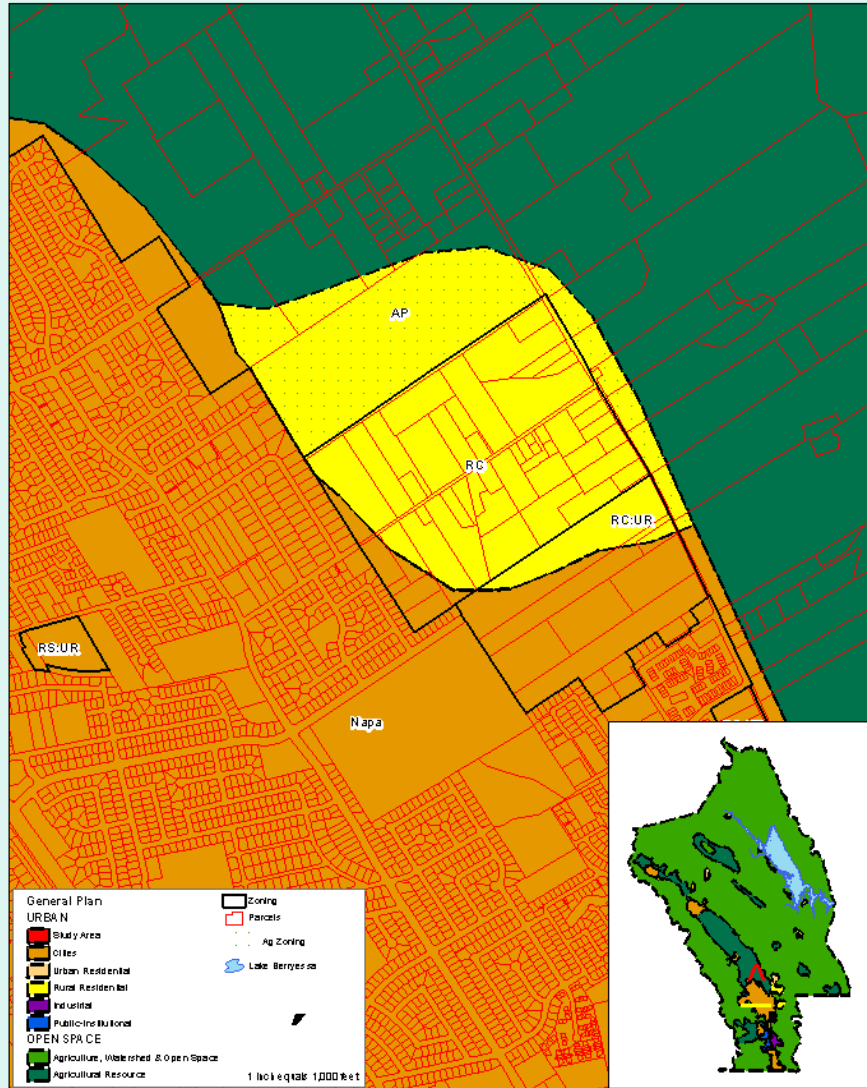 AP
RC
RC:UR
RS:UR
Napa
General Plan
URBAN
Study Area
Cities
Urban Residential
Rural Residential
Industrial
Public-Institutional
OPEN SPACE
Agriculture, Watershed & Open Space
Agricultural Resource
Zoning
Parcels
Ag Zoning
Lake Berryessa
1 Inch equals 1,000 feet